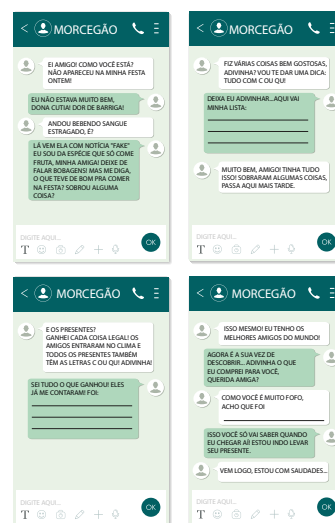 < MORCEGÃO
EI AMIGO! COMO VOCÊ ESTÁ?
NÃO APARECEU NA MINHA FESTA
ONTEM!
EU NÃO ESTAVA MUITO BEM,
DONA CUTIA! DOR DE BARRIGA!
ANDOU BEBENDO SANGUE
ESTRAGADO, É?
LÁ VEM ELA COM NOTÍCIA "FAKE"
EU SOU DA ESPÉCIE QUE SÓ COME
FRUTA, MINHA AMIGA! DEIXE DE
FALAR BOBAGENS! MAS ME DIGA,
O QUE TEVE DE BOM PRA COMER
NA FESTA? SOBROU ALGUMA
COISA?
DIGITE AQUI...
T
OK
< MORCEGÃO
FIZ VÁRIAS COISAS BEM GOSTOSAS,
ADIVINHA? VOU TE DAR UMA DICA:
TUDO COM C OU QU!
DEIXA EU ADIVINHAR...AQUI VAI
MINHA LISTA:
MUITO BEM, AMIGO! TINHA TUDO
ISSO! SOBRARAM ALGUMAS COISAS,
PASSA AQUI MAIS TARDE.
DIGITE AQUI...
T
OK
< MORCEGÃO
E OS PRESENTES?
GANHEI CADA COISA LEGAL! OS
AMIGOS ENTRARAM NO CLIMA E
TODOS OS PRESENTES TAMBÉM
TÊM AS LETRAS C OU QU! ADIVINHA!
SEI TUDO O QUE GANHOU! ELES
JÁ ME CONTARAM! FOI:
DIGITE AQUI...
T
OK
< MORCEGÃO
ISSO MESMO! EU TENHO OS
MELHORES AMIGOS DO MUNDO!
AGORA É A SUA VEZ DE
DESCOBRIR... ADIVINHA O QUE
EU COMPREI PARA VOCÊ,
QUERIDA AMIGA?
COMO VOCÊ É MUITO FOFO,
ACHO QUE FOI
ISSO VOCÊ SÓ VAI SABER QUANDO
EU CHEGAR AÍ! ESTOU INDO LEVAR
SEU PRESENTE.
VEM LOGO, ESTOU COM SAUDADES...
DIGITE AQUI...
T
OK